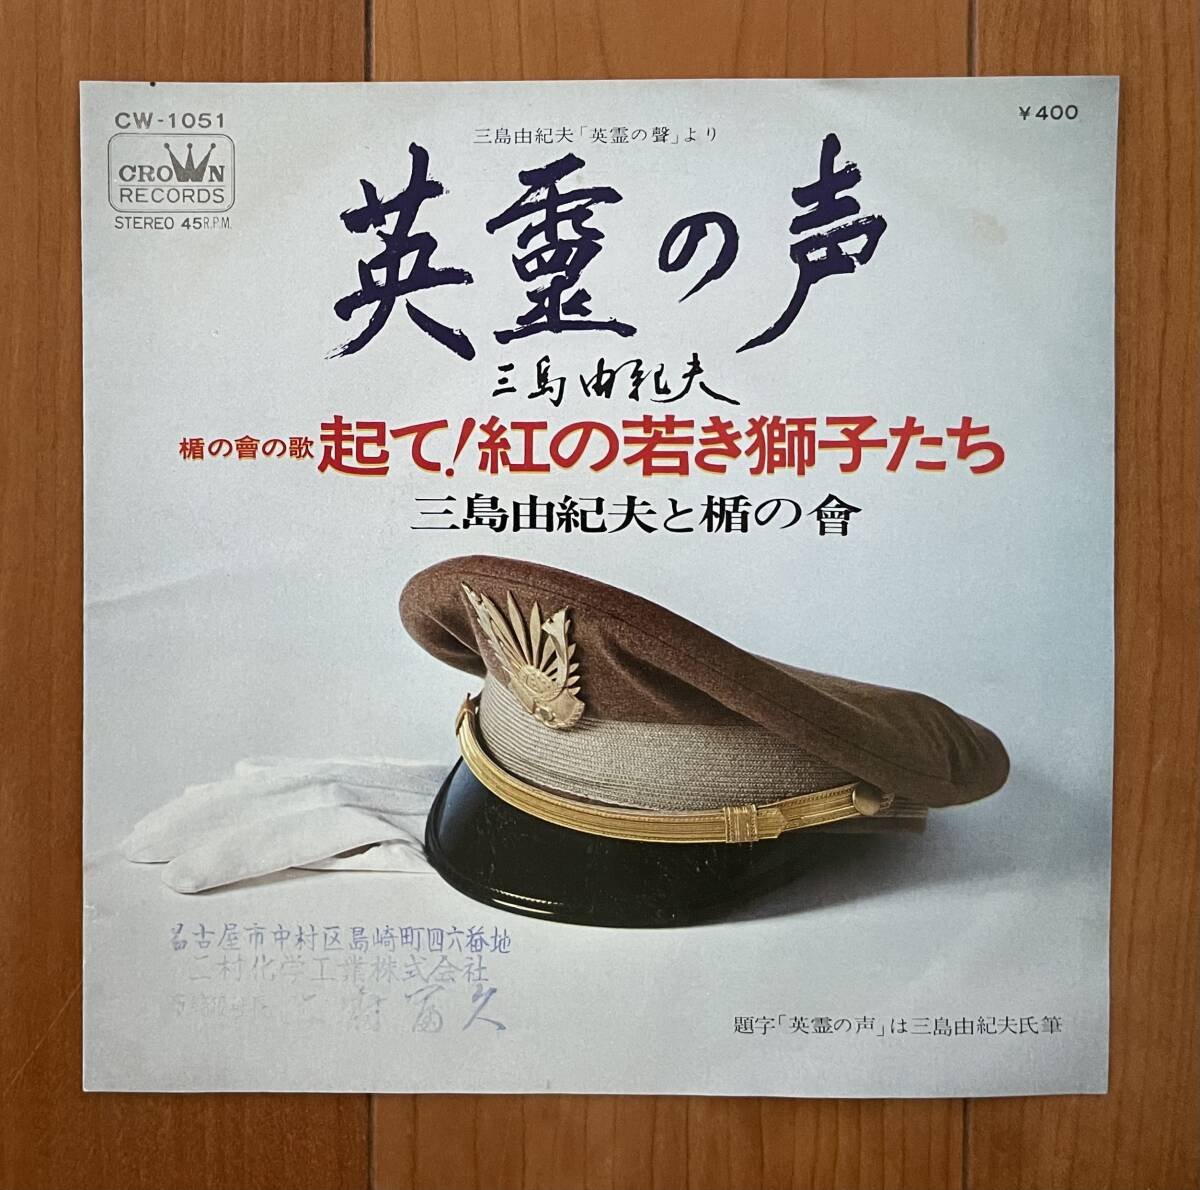 CW-1051
CROWN
RECORDS
STEREO 45R.P.M.
¥400
三島由紀夫「英霊の聲」より
英靈の声
三島由紀夫
楯の會の歌 起て!紅の若き獅子たち
三島由紀夫と楯の會
名古屋市中村区島崎町四六番地
二村化学工業株式会社
富久
題字「英霊の声」は三島由紀夫氏筆